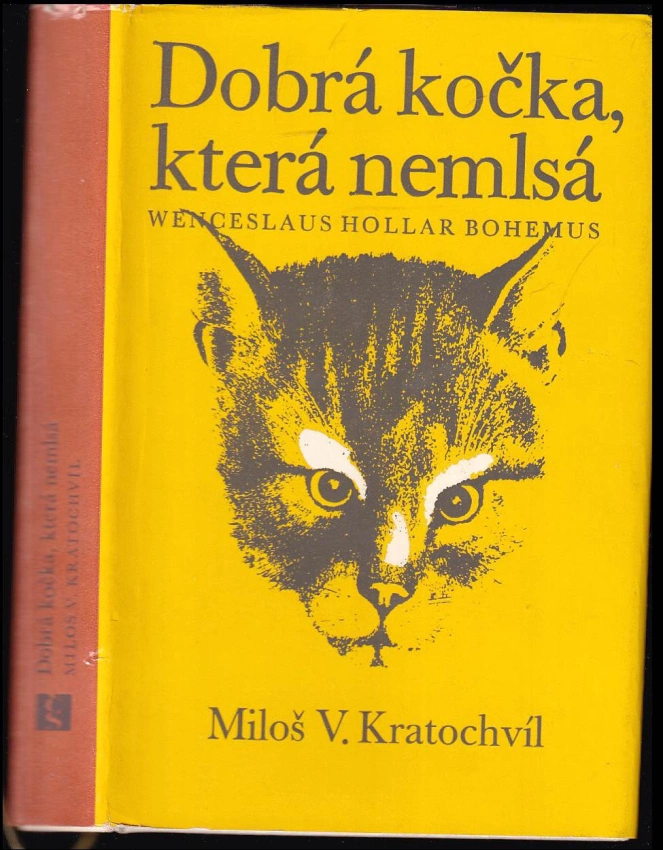 Dobrá kočka,
která nemlsá
WENCESLAUS HOLLAR BOHEMUS
Miloš V. Kratochvíl
Dobrá kočka, která nemlsá
MILOŠ V. KRATOCHVÍL